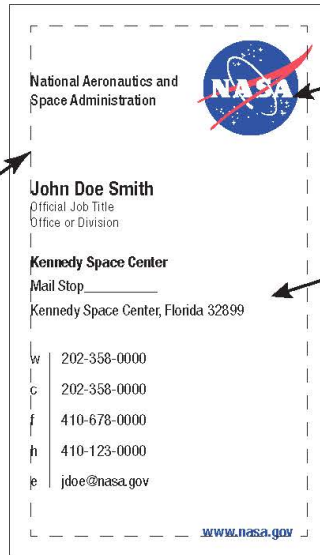 National Aeronautics and
Space Administration
NASA
John Doe Smith
Official Job Title
Office or Division
Kennedy Space Center
Mail Stop__________
Kennedy Space Center, Florida 32899
w 202-358-0000
c 202-358-0000
f 410-678-0000
h 410-123-0000
e jdoe@nasa.gov
www.nasa.gov